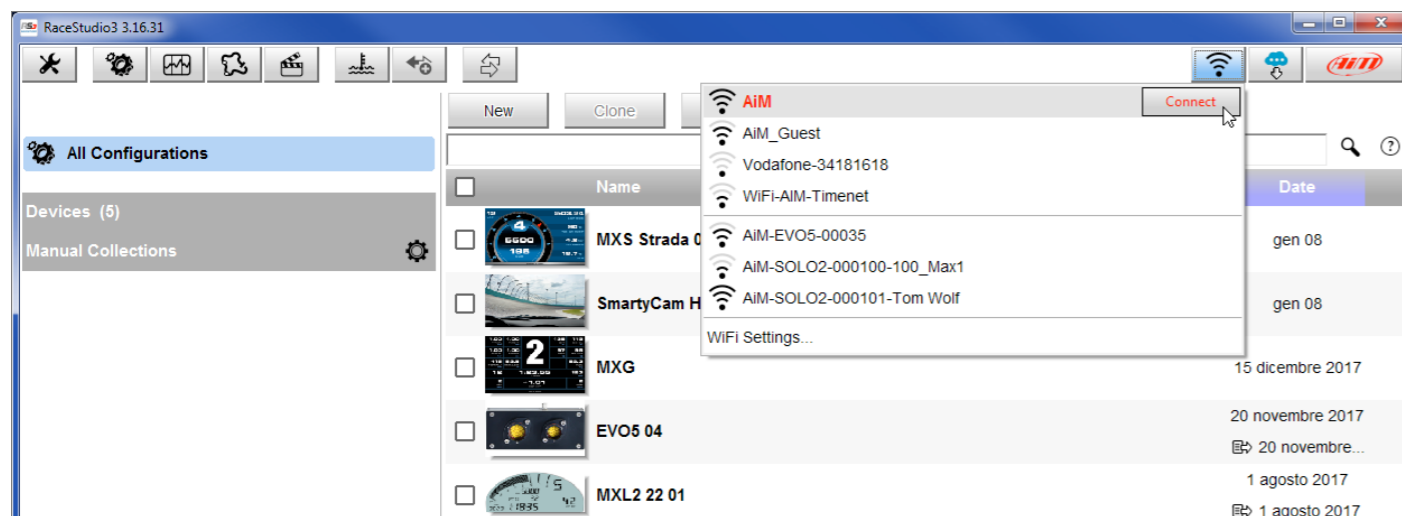 RaceStudio3 3.16.31
AiM
New
Clone
AiM
Connect
AiM_Guest
Vodafone-34181618
WiFi-AIM-Timenet
AiM-EVO5-00035
AiM-SOLO2-000100-100_Max1
AiM-SOLO2-000101-Tom Wolf
WiFi Settings...
All Configurations
Devices (5)
Manual Collections
Name
Date
MXS Strada 0
gen 08
SmartyCam H
gen 08
MXG
15 dicembre 2017
EVO5 04
20 novembre 2017
20 novembre...
MXL2 22 01
1 agosto 2017
1 agosto 2017